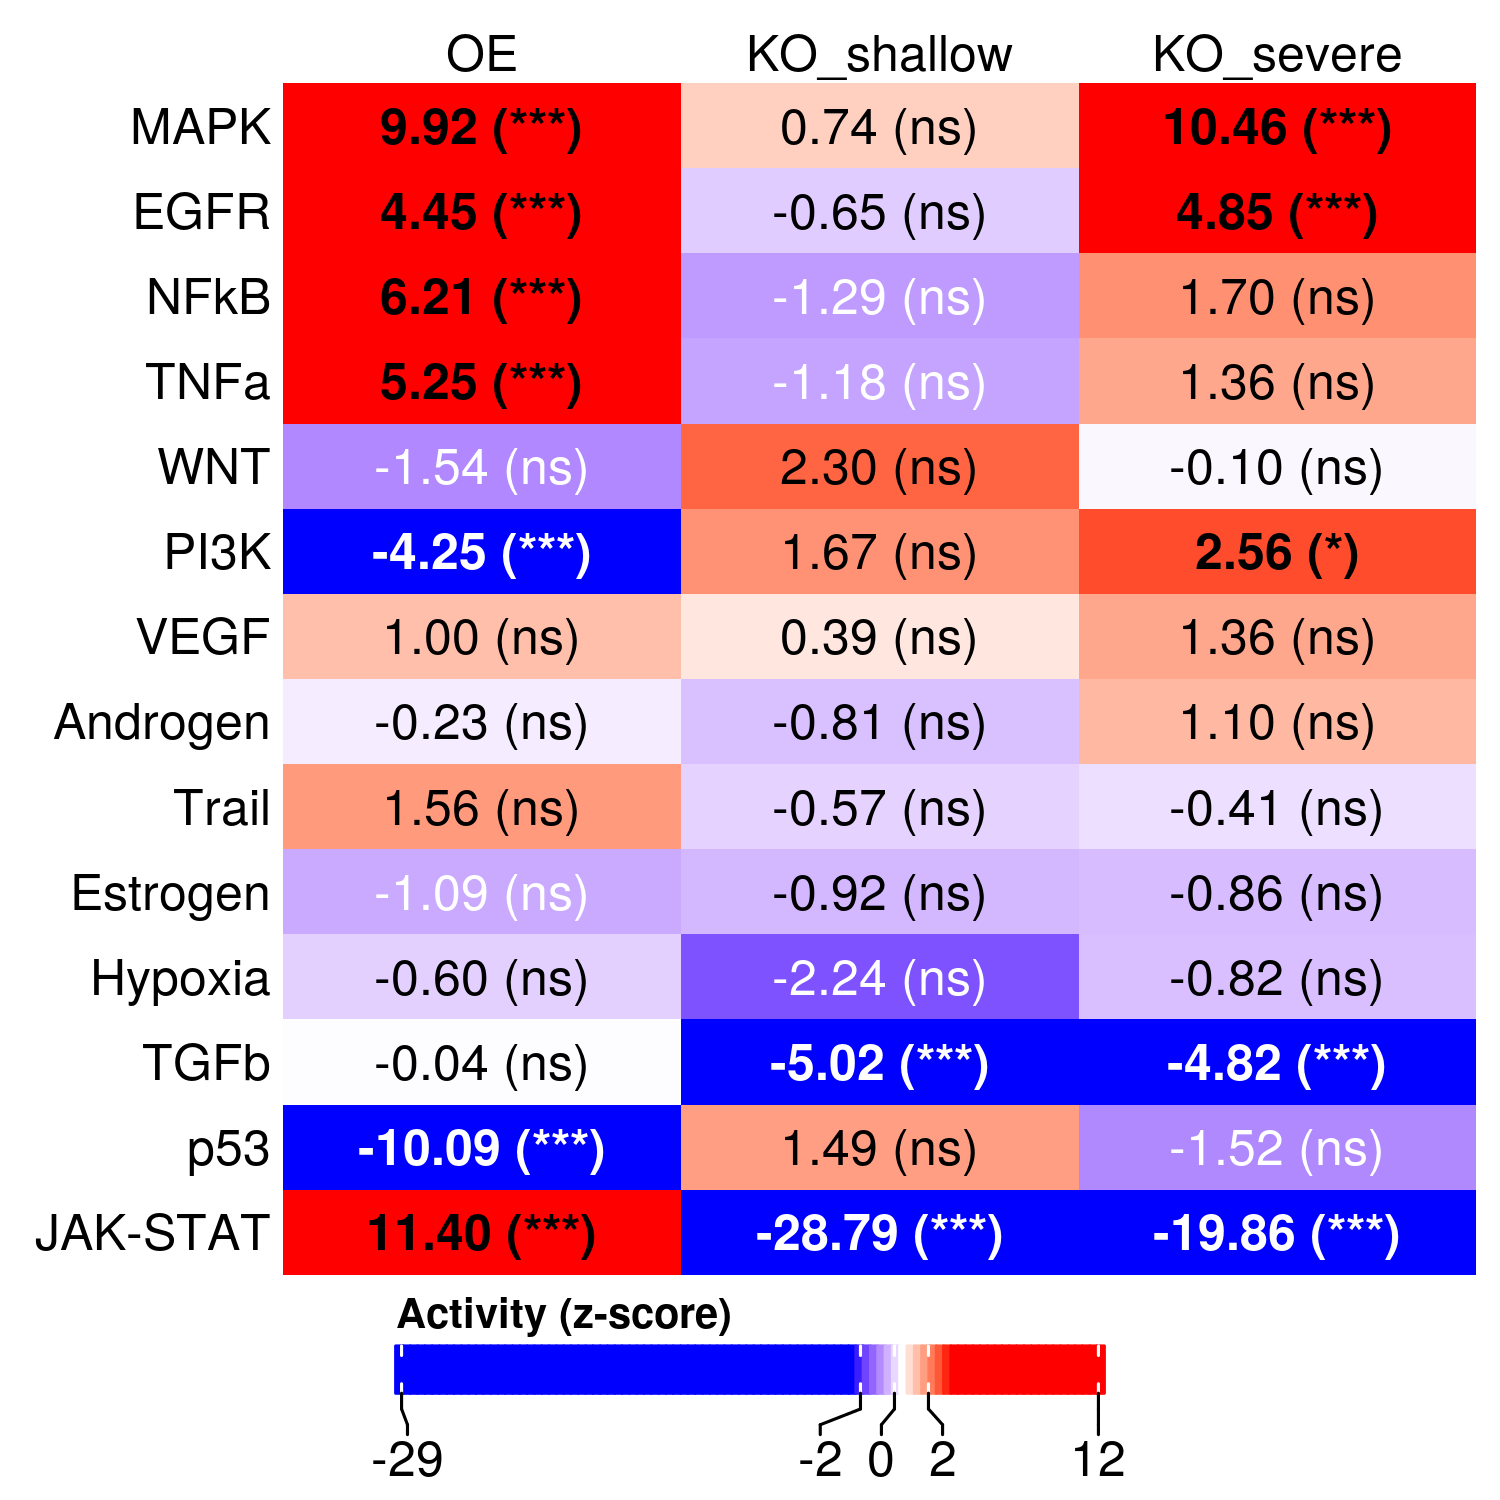 OE KO_shallow KO_severe
MAPK 9.92 (***) 0.74 (ns) 10.46 (***)
EGFR 4.45 (***) -0.65 (ns) 4.85 (***)
NFkB 6.21 (***) -1.29 (ns) 1.70 (ns)
TNFa 5.25 (***) -1.18 (ns) 1.36 (ns)
WNT -1.54 (ns) 2.30 (ns) -0.10 (ns)
PI3K -4.25 (***) 1.67 (ns) 2.56 (*)
VEGF 1.00 (ns) 0.39 (ns) 1.36 (ns)
Androgen -0.23 (ns) -0.81 (ns) 1.10 (ns)
Trail 1.56 (ns) -0.57 (ns) -0.41 (ns)
Estrogen -1.09 (ns) -0.92 (ns) -0.86 (ns)
Hypoxia -0.60 (ns) -2.24 (ns) -0.82 (ns)
TGFb -0.04 (ns) -5.02 (***) -4.82 (***)
p53 -10.09 (***) 1.49 (ns) -1.52 (ns)
JAK-STAT 11.40 (***) -28.79 (***) -19.86 (***)
Activity (z-score)
-29 -2 0 2 12